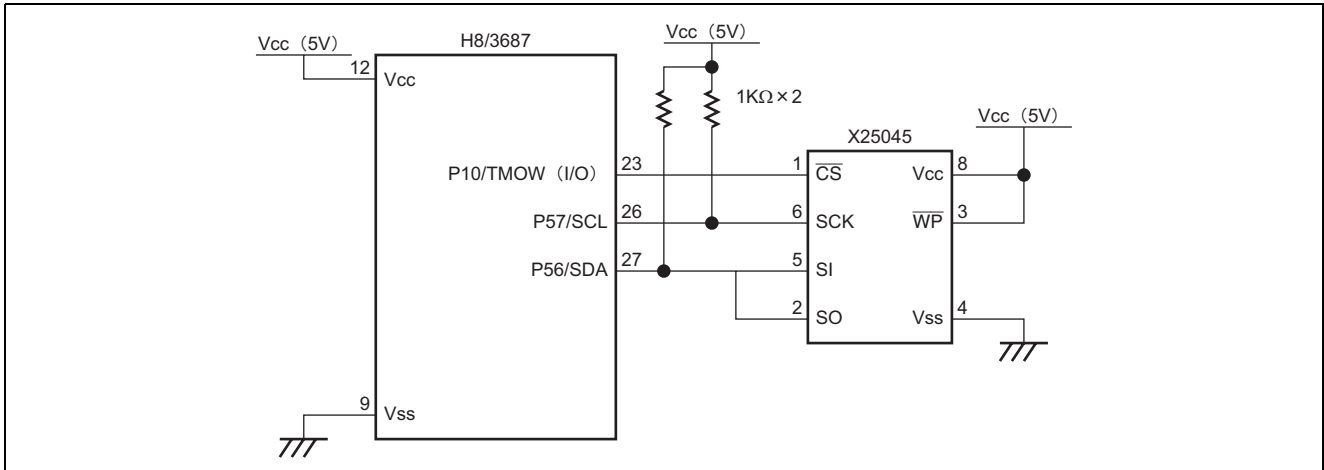 Vcc（5V）
H8/3687
Vcc（5V）
12
Vcc
1KΩ×2
Vcc（5V）
X25045
P10/TMOW（I/O）
23
1
CS
Vcc
8
P57/SCL
26
6
SCK
WP
3
P56/SDA
27
5
SI
2
SO
Vss
4
9
Vss